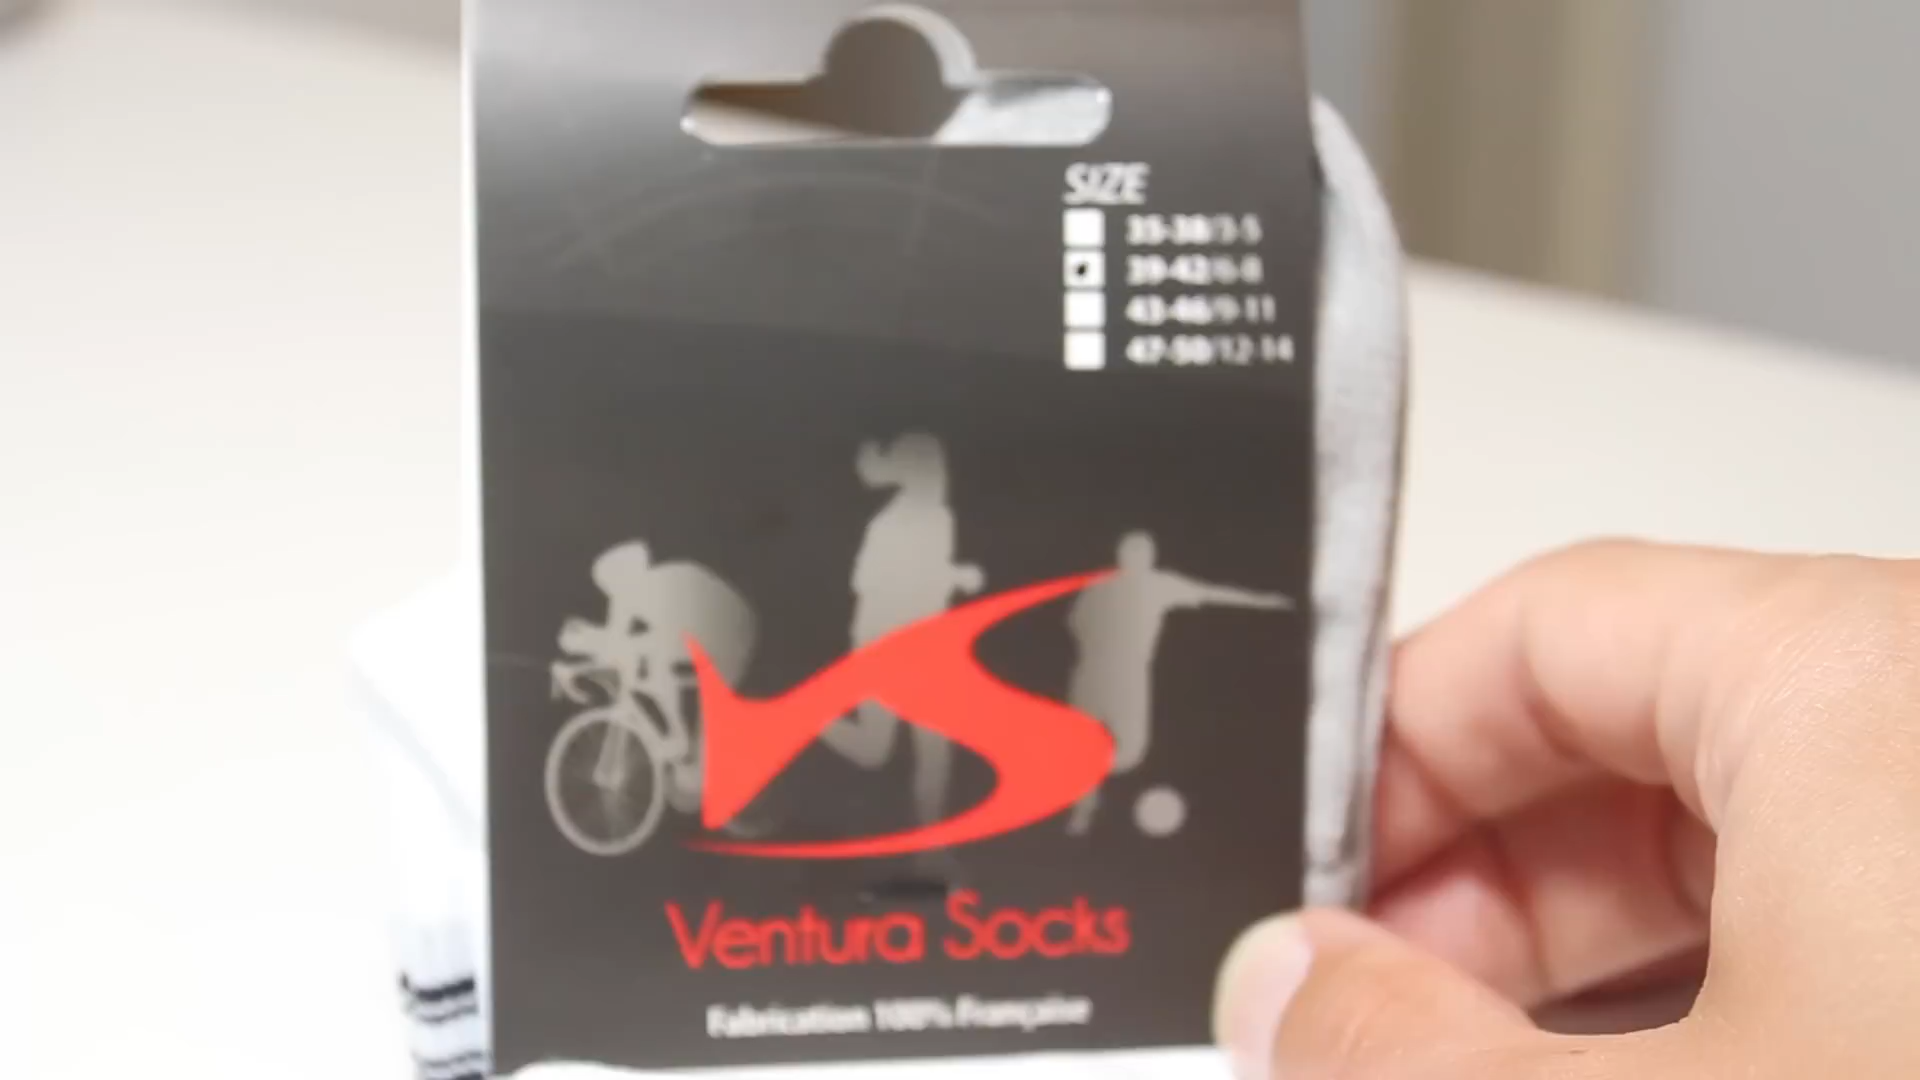 SIZE
35-38/3-5
39-42/6-8
43-46/9-11
47-50/12-14
Ventura Socks
Fabrication 100% Française